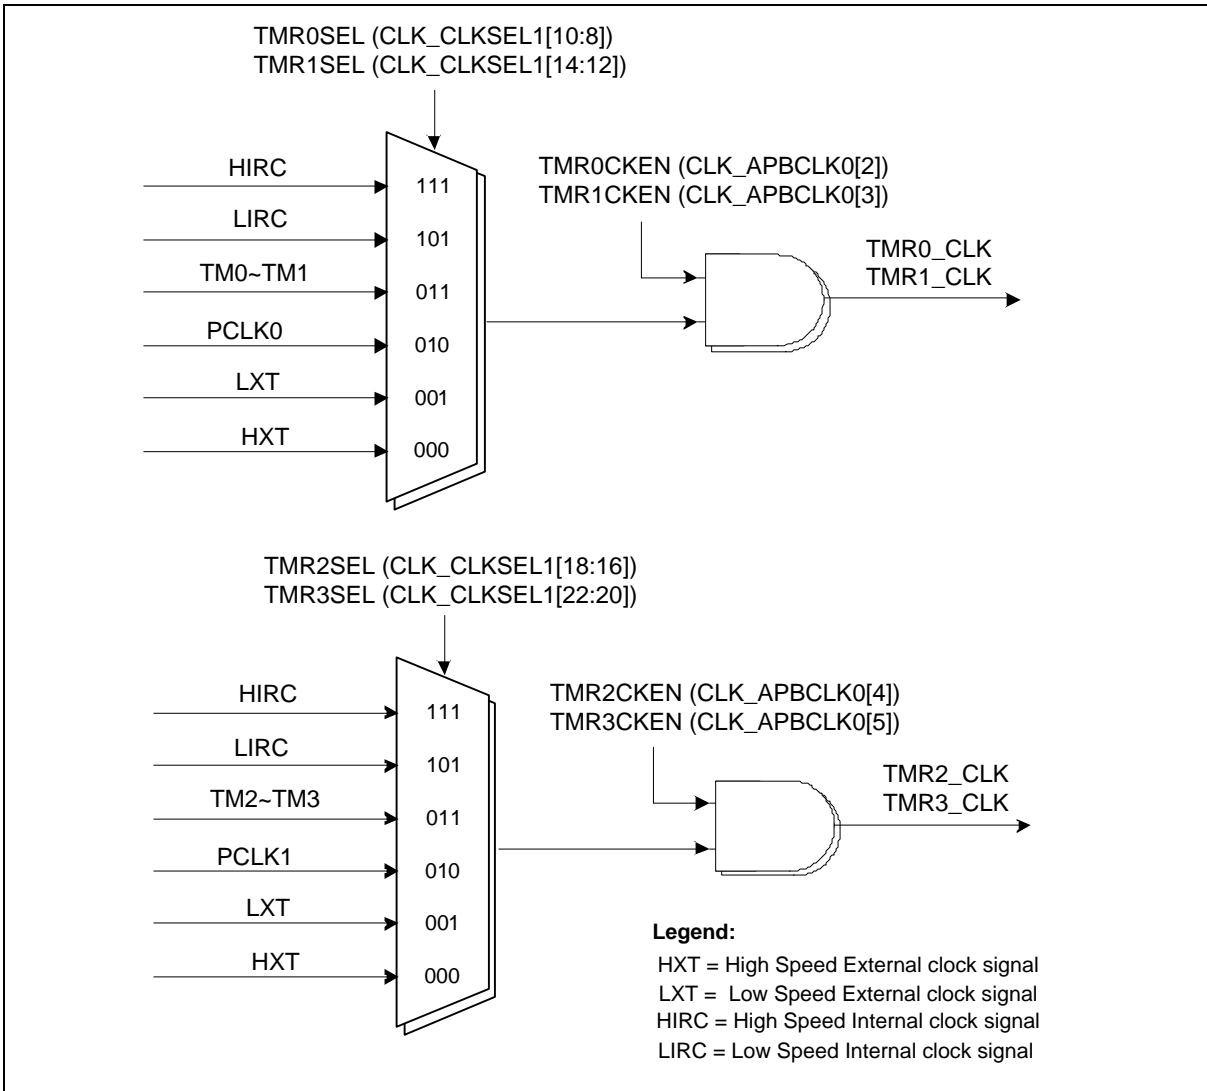 TMR0SEL (CLK_CLKSEL1[10:8])
TMR1SEL (CLK_CLKSEL1[14:12])
HIRC
111
TMR0CKEN (CLK_APBCLK0[2])
TMR1CKEN (CLK_APBCLK0[3])
LIRC
101
TMR0_CLK
TMR1_CLK
TM0~TM1
011
PCLK0
010
LXT
001
HXT
000
TMR2SEL (CLK_CLKSEL1[18:16])
TMR3SEL (CLK_CLKSEL1[22:20])
HIRC
111
TMR2CKEN (CLK_APBCLK0[4])
TMR3CKEN (CLK_APBCLK0[5])
LIRC
101
TMR2_CLK
TMR3_CLK
TM2~TM3
011
PCLK1
010
LXT
001
HXT
000
Legend:
HXT = High Speed External clock signal
LXT = Low Speed External clock signal
HIRC = High Speed Internal clock signal
LIRC = Low Speed Internal clock signal